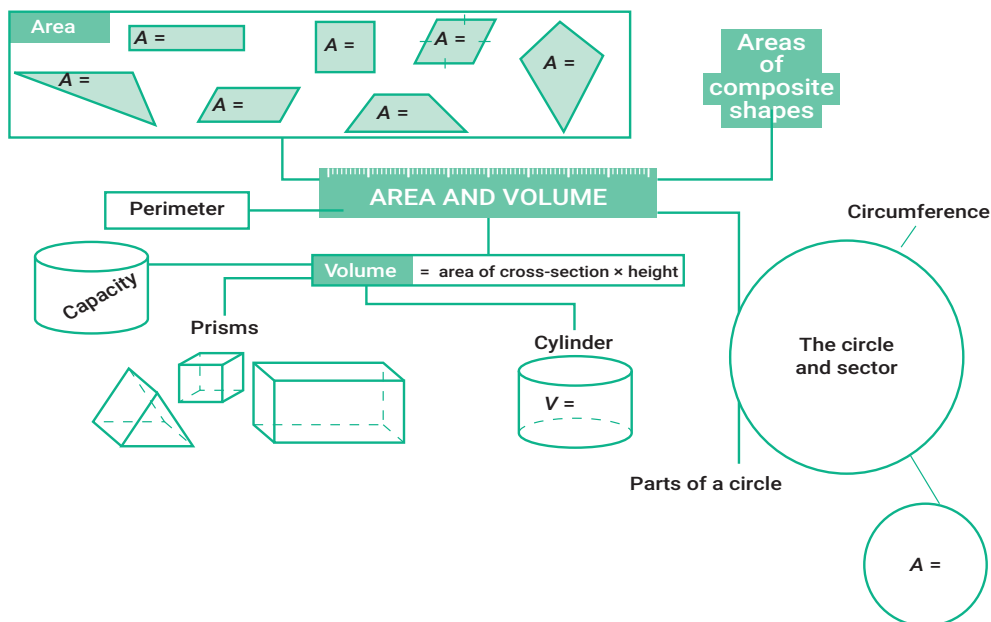 Area
A =
A =
A =
A =
A =
A =
A =
Areas
of
composite
shapes
AREA AND VOLUME
Perimeter
Circumference
Capacity
Volume = area of cross-section × height
Prisms
Cylinder
V =
The circle
and sector
Parts of a circle
A =